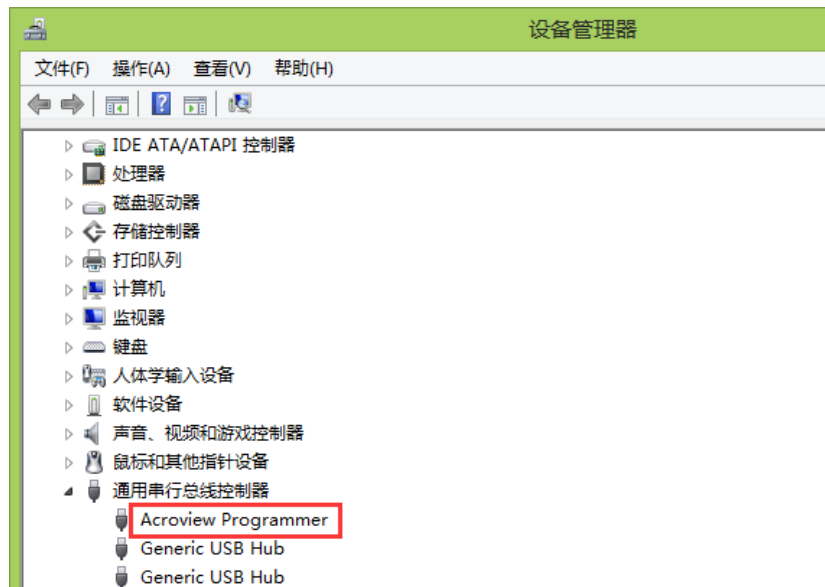 设备管理器
文件(F) 操作(A) 查看(V) 帮助(H)
IDE ATA/ATAPI 控制器
处理器
磁盘驱动器
存储控制器
打印队列
计算机
监视器
键盘
人体学输入设备
软件设备
声音、视频和游戏控制器
鼠标和其他指针设备
通用串行总线控制器
Acroview Programmer
Generic USB Hub
Generic USB Hub